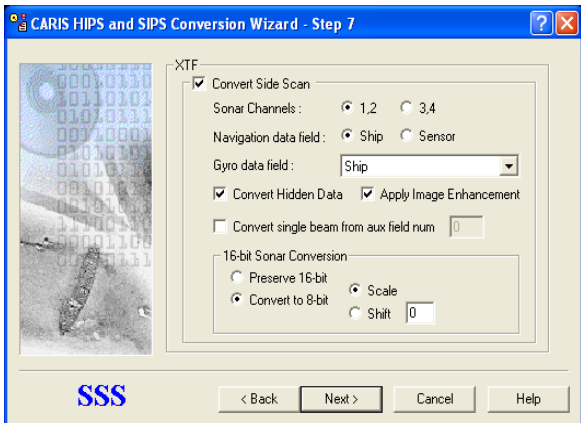 CARIS HIPS and SIPS Conversion Wizard - Step 7
XTF
Convert Side Scan
Sonar Channels : 1,2 3,4
Navigation data field : Ship Sensor
Gyro data field : Ship
Convert Hidden Data Apply Image Enhancement
Convert single beam from aux field num 0
16-bit Sonar Conversion
Preserve 16-bit
Scale
Convert to 8-bit
Shift 0
SSS
< Back Next > Cancel Help